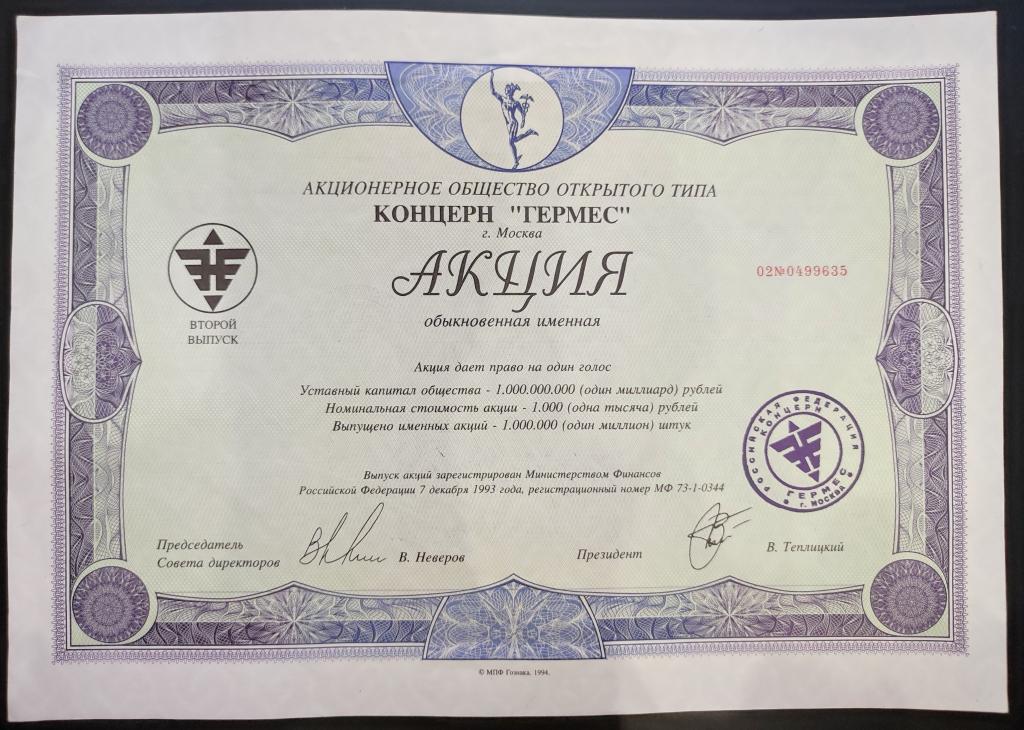 АКЦИОНЕРНОЕ ОБЩЕСТВО ОТКРЫТОГО ТИПА
КОНЦЕРН "ГЕРМЕС"
г. Москва
АКЦИЯ
02№0499635
обыкновенная именная
ВТОРОЙ
ВЫПУСК
Акция дает право на один голос
Уставный капитал общества - 1.000.000.000 (один миллиард) рублей
Номинальная стоимость акции - 1.000 (одна тысяча) рублей
Выпущено именных акций - 1.000.000 (один миллион) штук
РОССИЙСКАЯ ФЕДЕРАЦИЯ
КОНЦЕРН
ГЕРМЕС
г. МОСКВА
Выпуск акций зарегистрирован Министерством Финансов
Российской Федерации 7 декабря 1993 года, регистрационный номер МФ 73-1-0344
Председатель
Совета директоров
В. Неверов
Президент
В. Теплицкий
© МПФ Гознака. 1994.